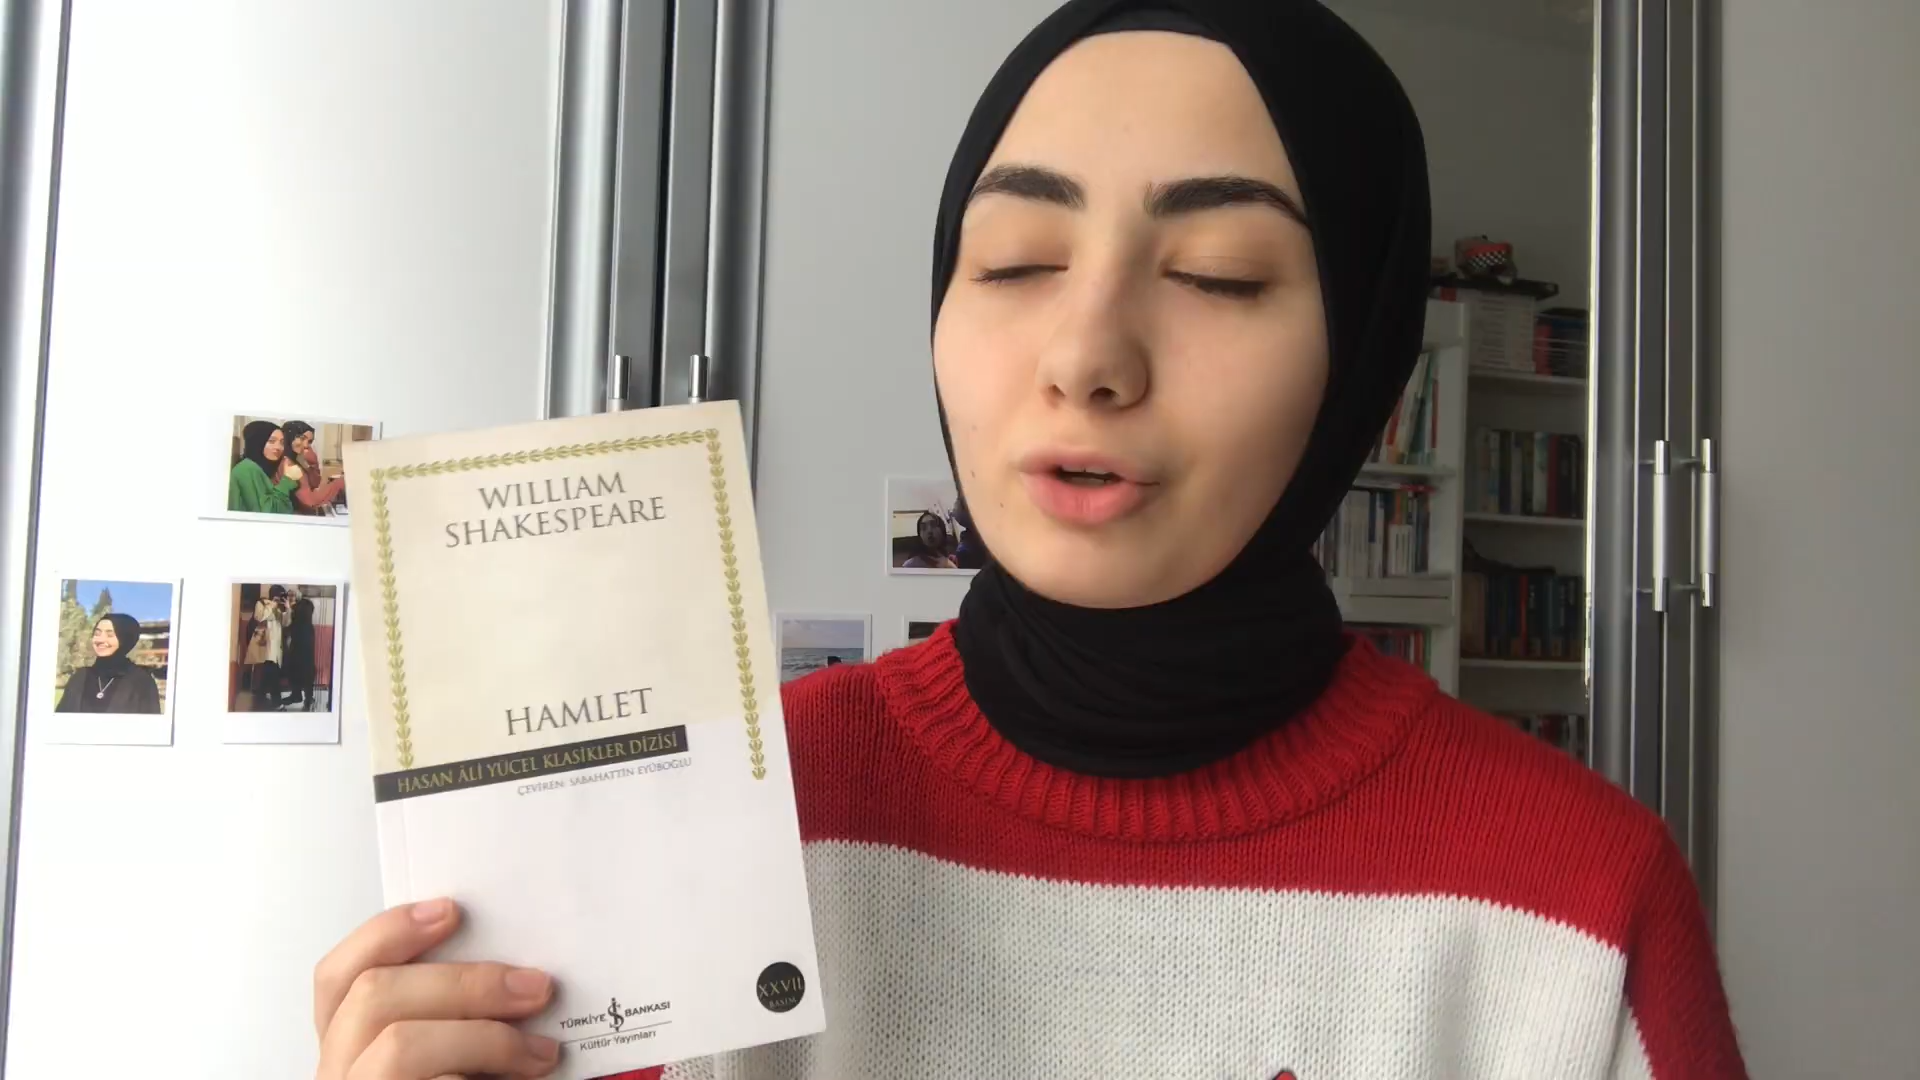 WILLIAM
SHAKESPEARE
HAMLET
HASAN ÂLİ YÜCEL KLASİKLER DİZİSİ
ÇEVİREN: SABAHATTİN EYÜBOĞLU
XXVII.
BASIM
TÜRKİYE İŞ BANKASI
Kültür Yayınları